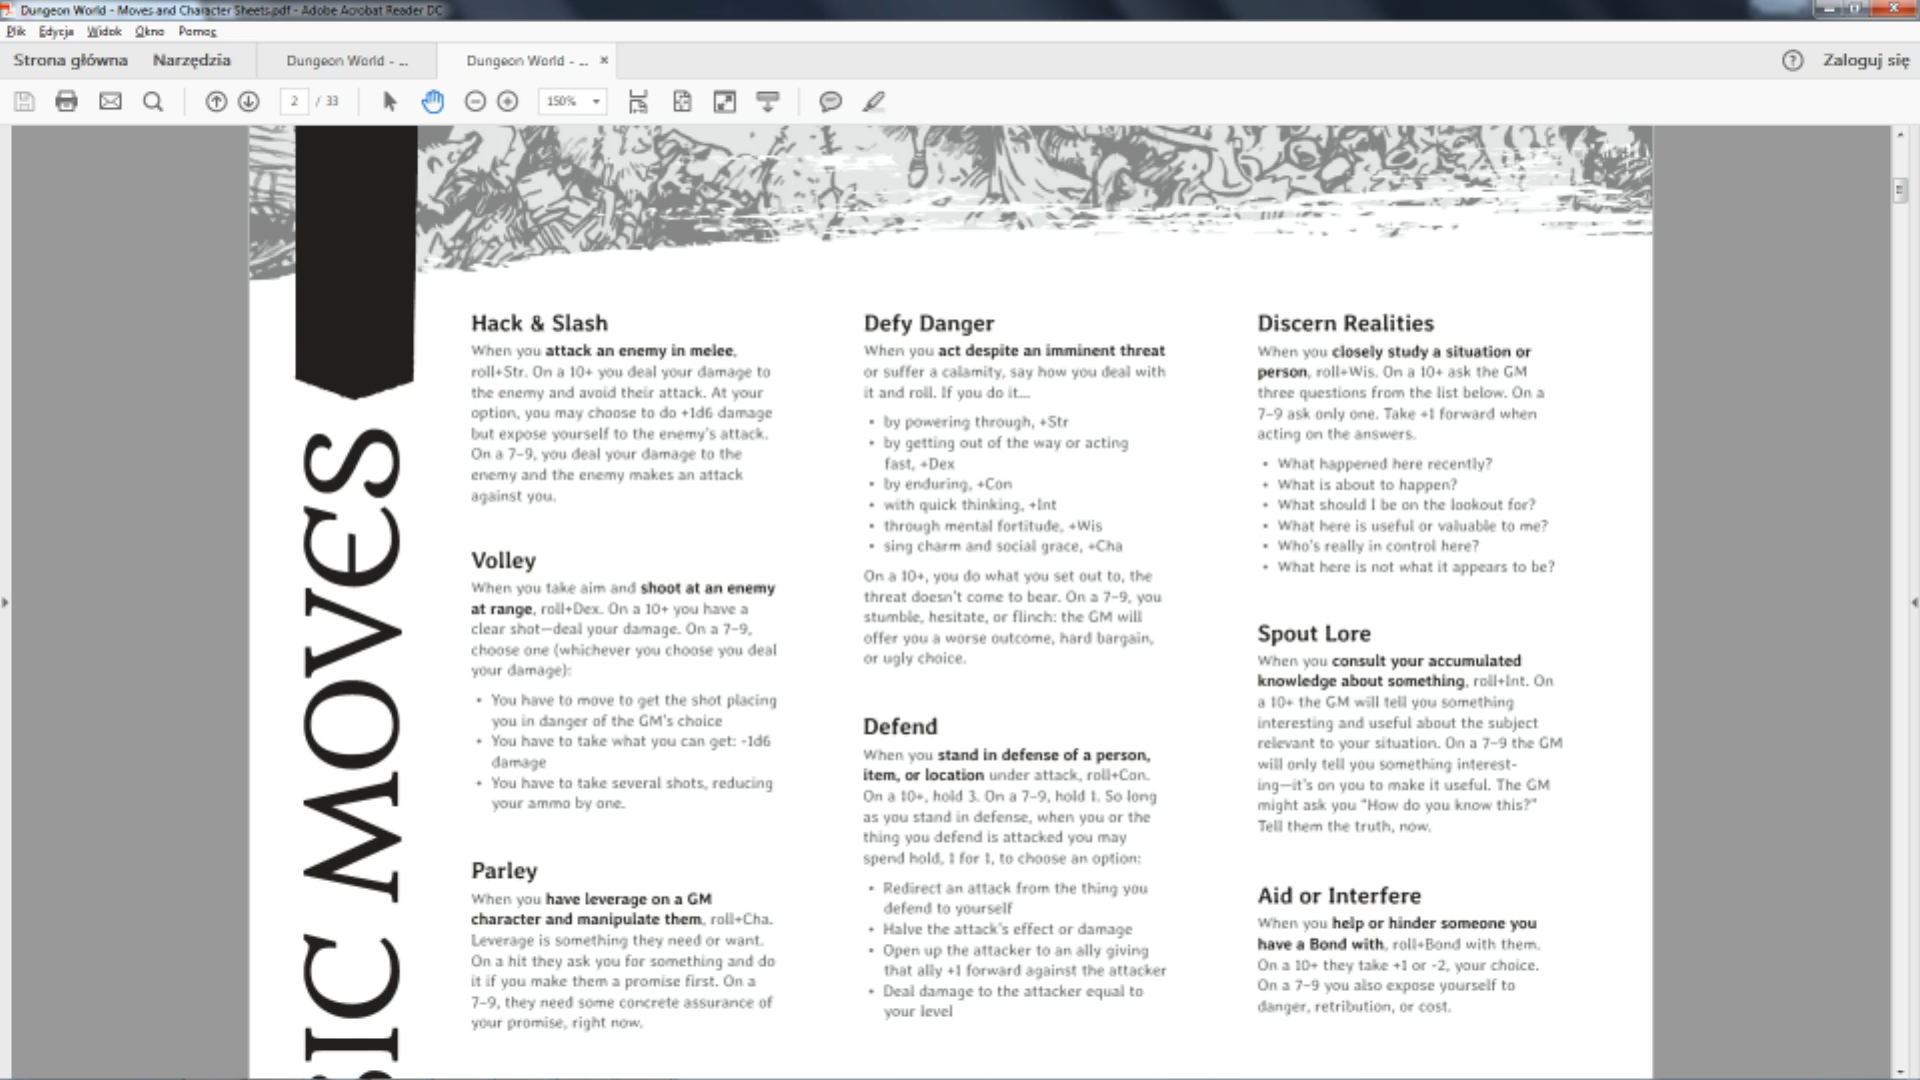 Dungeon World - Moves and Character Sheets.pdf - Adobe Acrobat Reader DC
Plik Edycja Widok Okno Pomoc
Strona główna Narzędzia Dungeon World - ... Dungeon World - ... × ? Zaloguj się
2 / 33 150%
BASIC MOVES
Hack & Slash
When you attack an enemy in melee,
roll+Str. On a 10+ you deal your damage to
the enemy and avoid their attack. At your
option, you may choose to do +1d6 damage
but expose yourself to the enemy's attack.
On a 7–9, you deal your damage to the
enemy and the enemy makes an attack
against you.
Volley
When you take aim and shoot at an enemy
at range, roll+Dex. On a 10+ you have a
clear shot—deal your damage. On a 7–9,
choose one (whichever you choose you deal
your damage):
• You have to move to get the shot placing
you in danger of the GM's choice
• You have to take what you can get: -1d6
damage
• You have to take several shots, reducing
your ammo by one.
Parley
When you have leverage on a GM
character and manipulate them, roll+Cha.
Leverage is something they need or want.
On a hit they ask you for something and do
it if you make them a promise first. On a
7–9, they need some concrete assurance of
your promise, right now.
Defy Danger
When you act despite an imminent threat
or suffer a calamity, say how you deal with
it and roll. If you do it...
• by powering through, +Str
• by getting out of the way or acting
fast, +Dex
• by enduring, +Con
• with quick thinking, +Int
• through mental fortitude, +Wis
• sing charm and social grace, +Cha
On a 10+, you do what you set out to, the
threat doesn't come to bear. On a 7–9, you
stumble, hesitate, or flinch: the GM will
offer you a worse outcome, hard bargain,
or ugly choice.
Defend
When you stand in defense of a person,
item, or location under attack, roll+Con.
On a 10+, hold 3. On a 7–9, hold 1. So long
as you stand in defense, when you or the
thing you defend is attacked you may
spend hold, 1 for 1, to choose an option:
• Redirect an attack from the thing you
defend to yourself
• Halve the attack's effect or damage
• Open up the attacker to an ally giving
that ally +1 forward against the attacker
• Deal damage to the attacker equal to
your level
Discern Realities
When you closely study a situation or
person, roll+Wis. On a 10+ ask the GM
three questions from the list below. On a
7–9 ask only one. Take +1 forward when
acting on the answers.
• What happened here recently?
• What is about to happen?
• What should I be on the lookout for?
• What here is useful or valuable to me?
• Who's really in control here?
• What here is not what it appears to be?
Spout Lore
When you consult your accumulated
knowledge about something, roll+Int. On
a 10+ the GM will tell you something
interesting and useful about the subject
relevant to your situation. On a 7–9 the GM
will only tell you something interest-
ing—it's on you to make it useful. The GM
might ask you "How do you know this?"
Tell them the truth, now.
Aid or Interfere
When you help or hinder someone you
have a Bond with, roll+Bond with them.
On a 10+ they take +1 or -2, your choice.
On a 7–9 you also expose yourself to
danger, retribution, or cost.